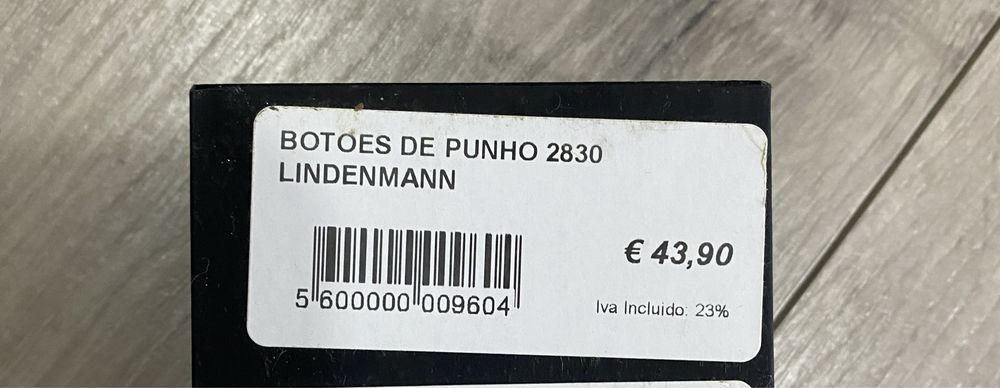 BOTOES DE PUNHO 2830
LINDENMANN
€ 43,90
5 600000 009604
Iva Incluido: 23%